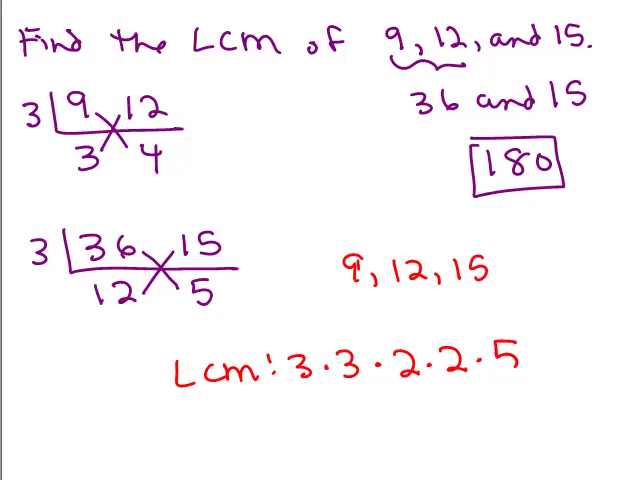 Find the LCM of 9, 12, and 15.
36 and 15
180
3 9 12
3 4
3 36 15
12 5
9, 12, 15
LCM: 3 · 3 · 2 · 2 · 5